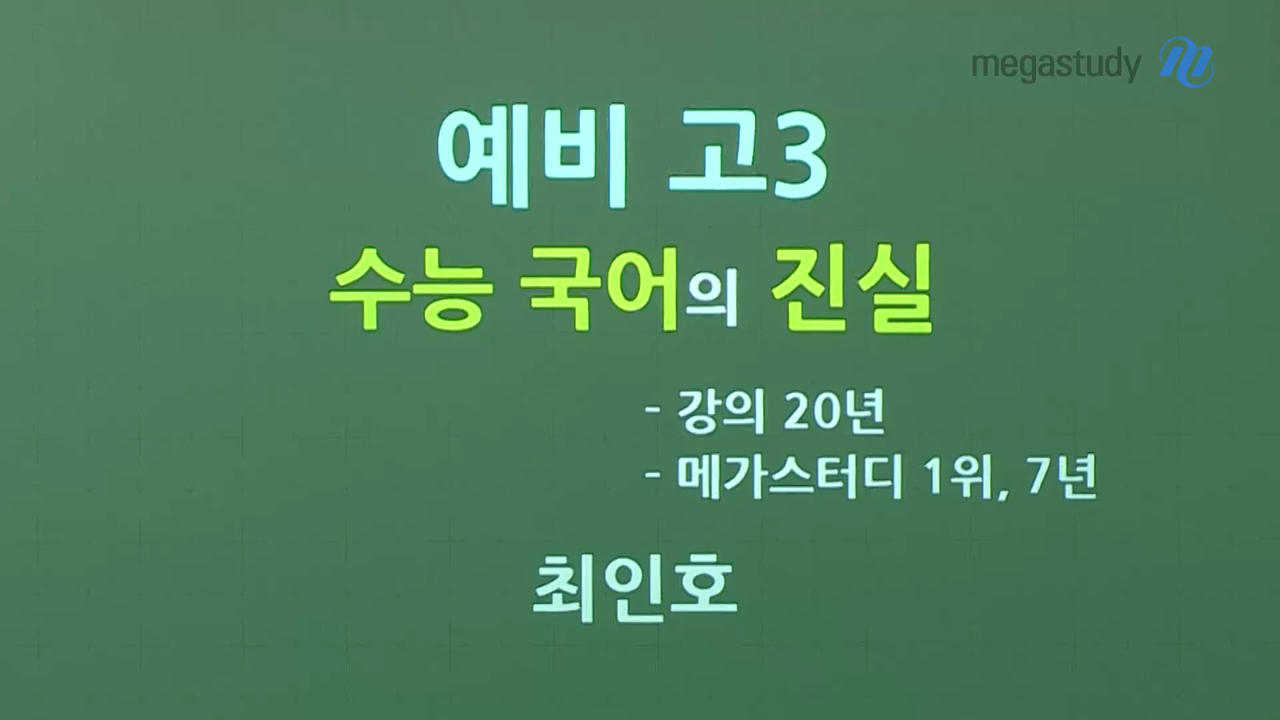 megastudy
예비 고3
수능 국어의 진실
- 강의 20년
- 메가스터디 1위, 7년
최인호